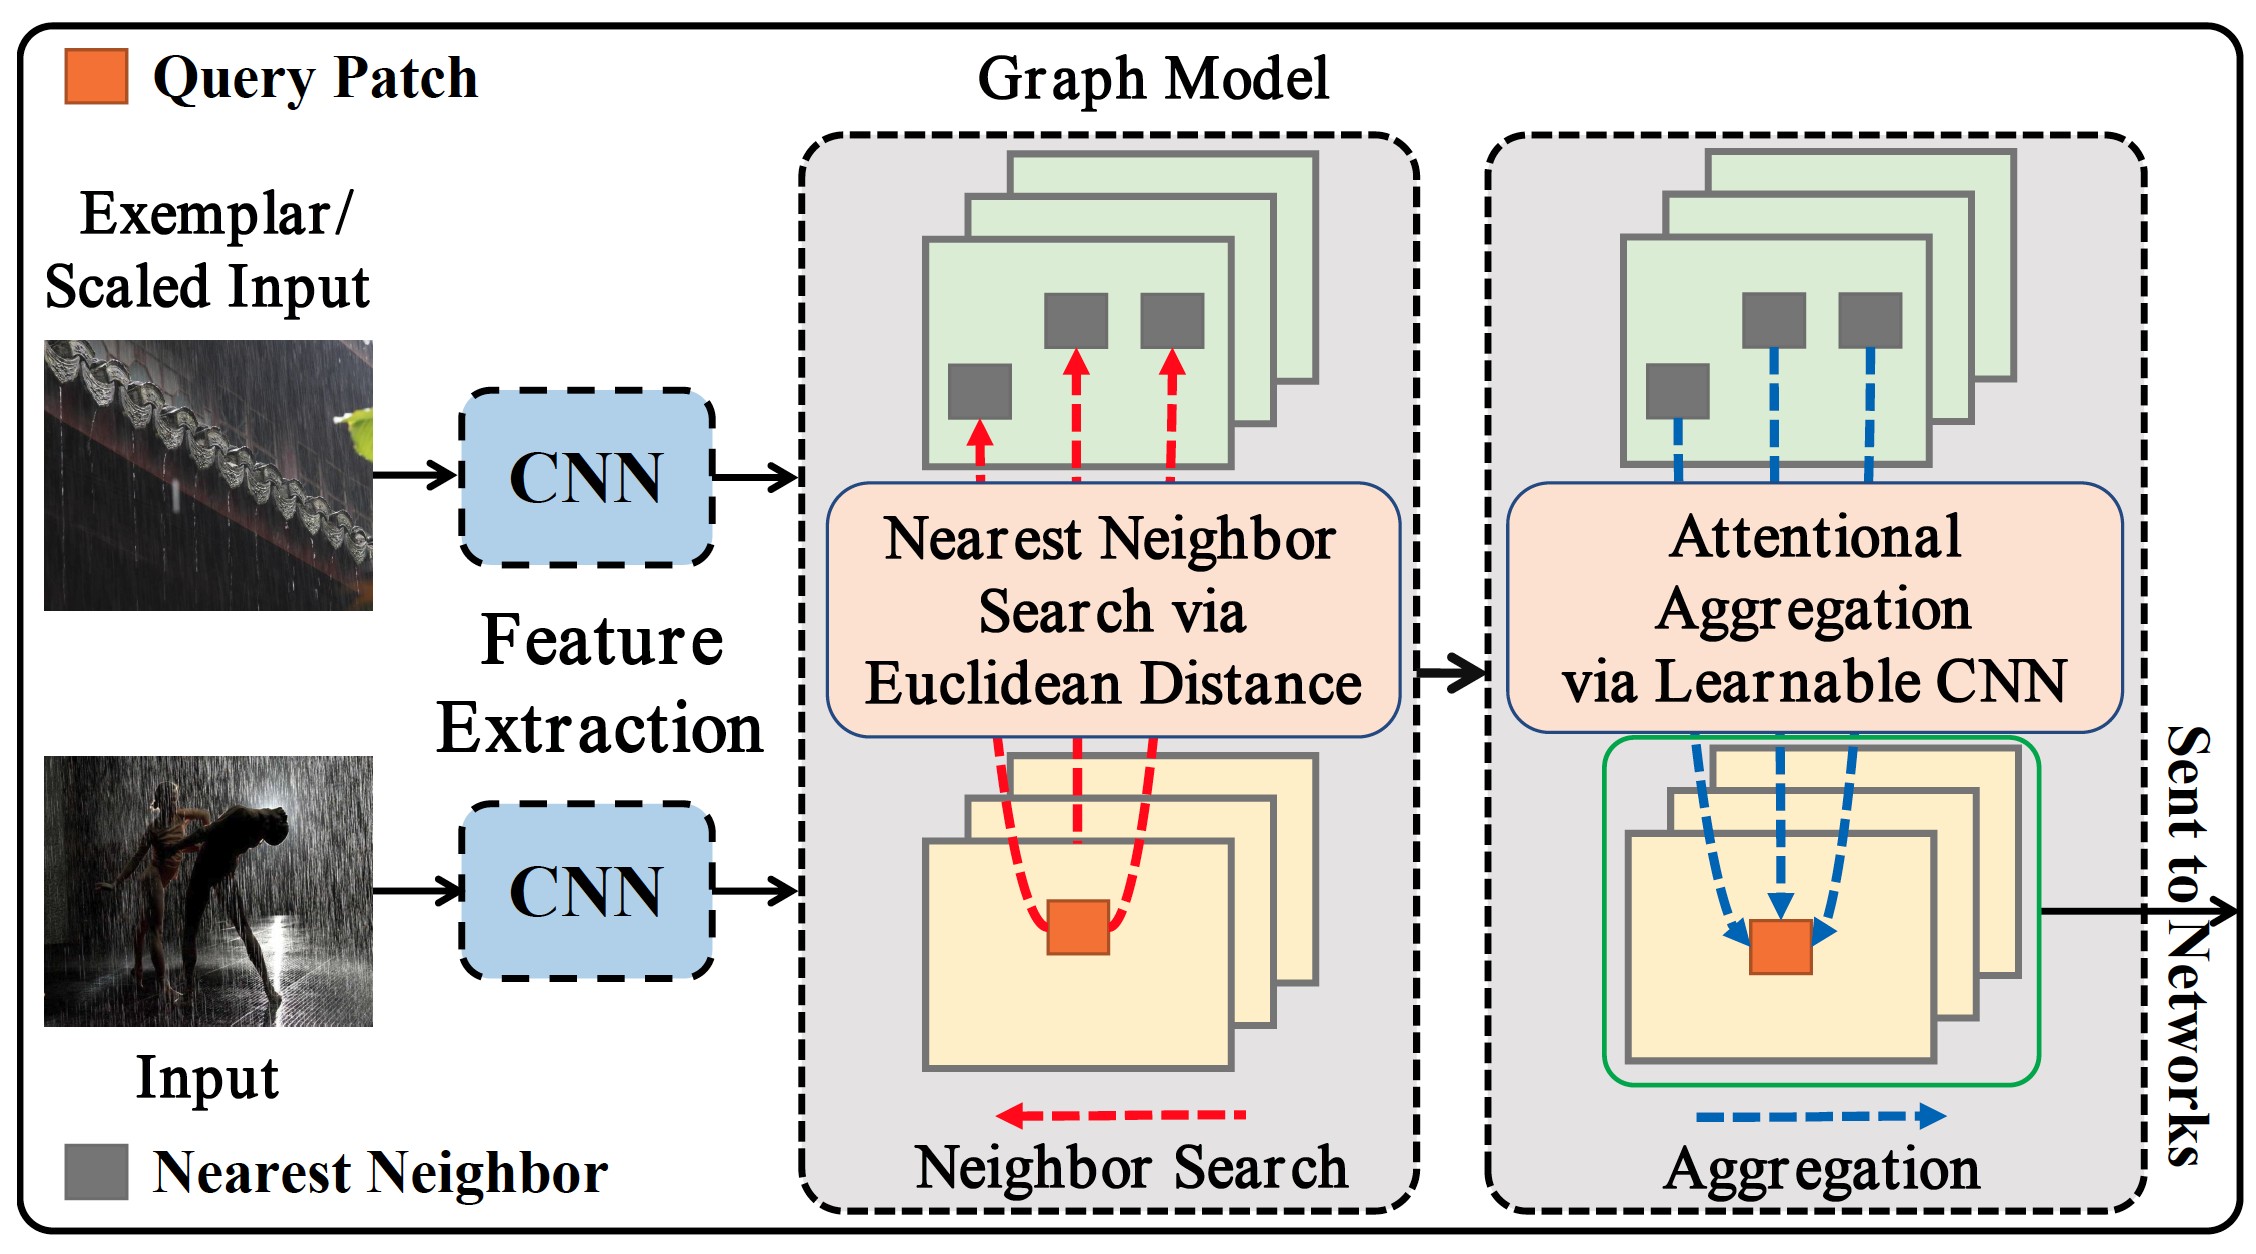 Query Patch
Graph Model
Exemplar/
Scaled Input
CNN
Feature
Extraction
CNN
Input
Nearest Neighbor
Nearest Neighbor
Search via
Euclidean Distance
Neighbor Search
Attentional
Aggregation
via Learnable CNN
Aggregation
Sent to Networks